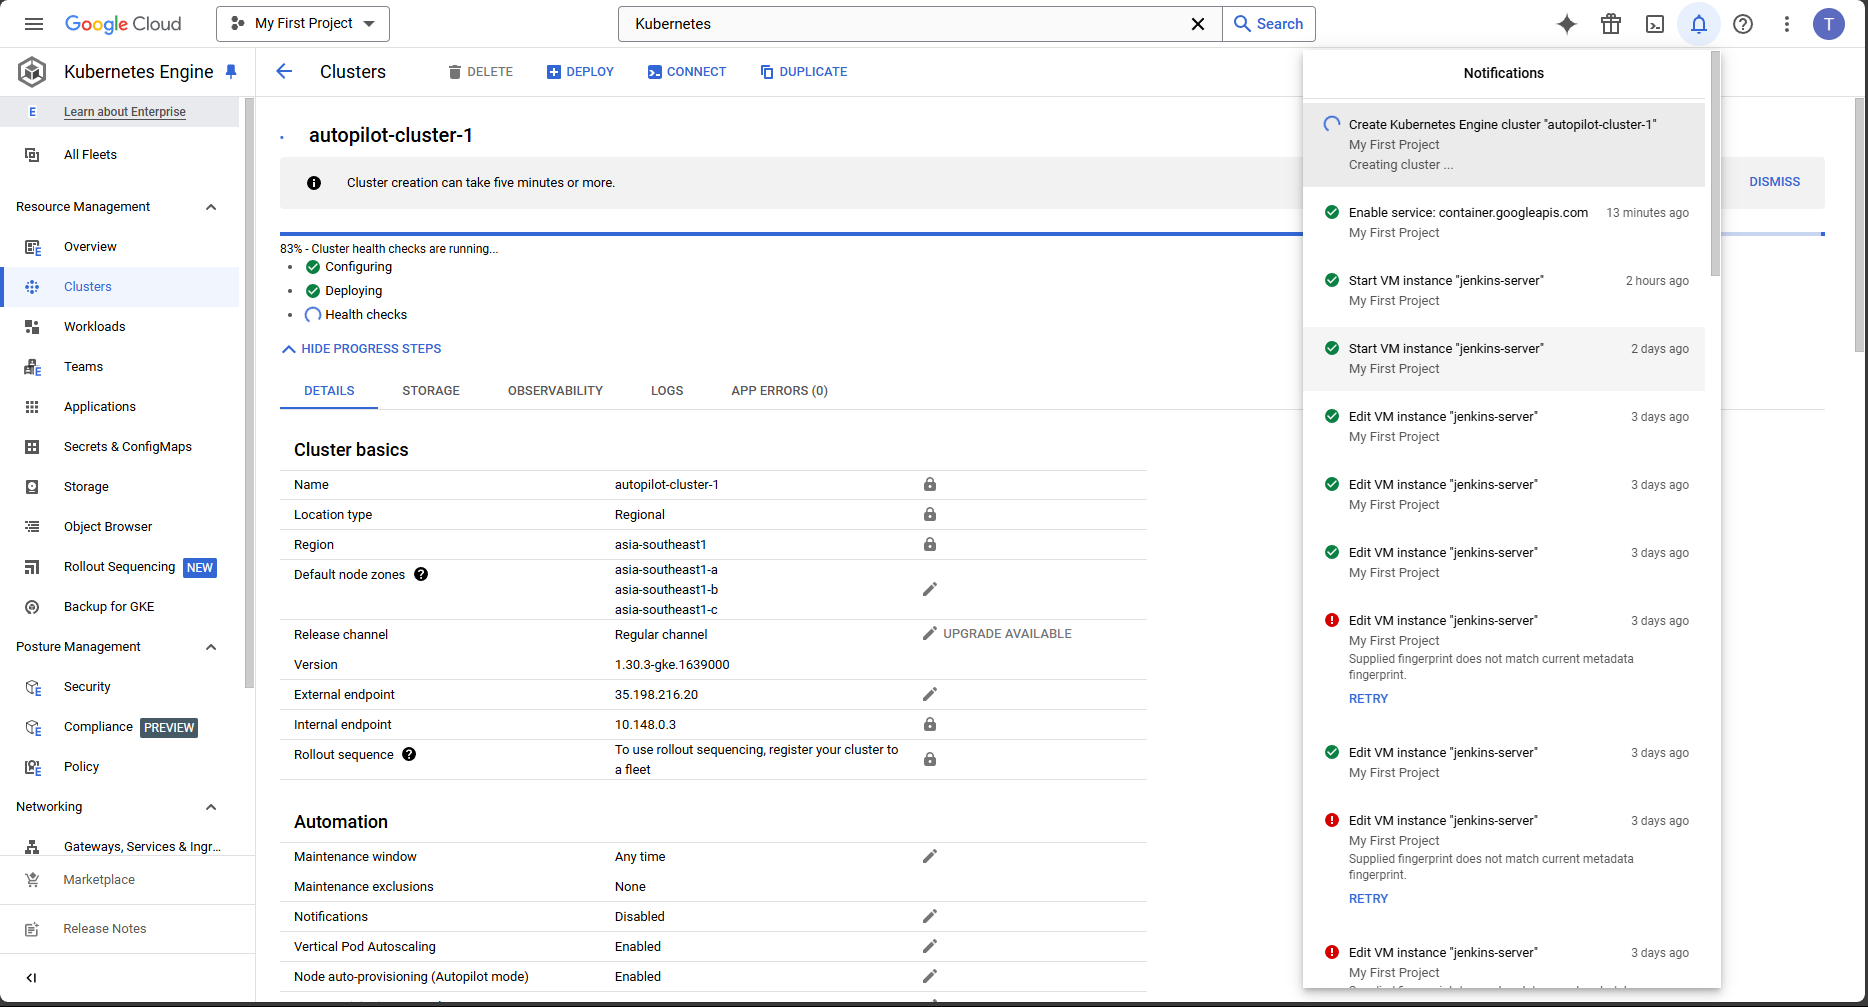 Google Cloud
My First Project
Kubernetes
Search
T
Kubernetes Engine
Clusters
DELETE
DEPLOY
CONNECT
DUPLICATE
E
Learn about Enterprise
All Fleets
Resource Management
Overview
Clusters
Workloads
Teams
Applications
Secrets & ConfigMaps
Storage
Object Browser
Rollout Sequencing NEW
Backup for GKE
Posture Management
Security
Compliance PREVIEW
Policy
Networking
Gateways, Services & Ingr...
Marketplace
Release Notes
autopilot-cluster-1
Cluster creation can take five minutes or more.
DISMISS
83% - Cluster health checks are running...
Configuring
Deploying
Health checks
HIDE PROGRESS STEPS
DETAILS
STORAGE
OBSERVABILITY
LOGS
APP ERRORS (0)
Cluster basics
Name autopilot-cluster-1
Location type Regional
Region asia-southeast1
Default node zones asia-southeast1-a
asia-southeast1-b
asia-southeast1-c
Release channel Regular channel UPGRADE AVAILABLE
Version 1.30.3-gke.1639000
External endpoint 35.198.216.20
Internal endpoint 10.148.0.3
Rollout sequence To use rollout sequencing, register your cluster to
a fleet
Automation
Maintenance window Any time
Maintenance exclusions None
Notifications Disabled
Vertical Pod Autoscaling Enabled
Node auto-provisioning (Autopilot mode) Enabled
Notifications
Create Kubernetes Engine cluster "autopilot-cluster-1"
My First Project
Creating cluster ...
Enable service: container.googleapis.com 13 minutes ago
My First Project
Start VM instance "jenkins-server" 2 hours ago
My First Project
Start VM instance "jenkins-server" 2 days ago
My First Project
Edit VM instance "jenkins-server" 3 days ago
My First Project
Edit VM instance "jenkins-server" 3 days ago
My First Project
Edit VM instance "jenkins-server" 3 days ago
My First Project
Edit VM instance "jenkins-server" 3 days ago
My First Project
Supplied fingerprint does not match current metadata
fingerprint.
RETRY
Edit VM instance "jenkins-server" 3 days ago
My First Project
Edit VM instance "jenkins-server" 3 days ago
My First Project
Supplied fingerprint does not match current metadata
fingerprint.
RETRY
Edit VM instance "jenkins-server" 3 days ago
My First Project